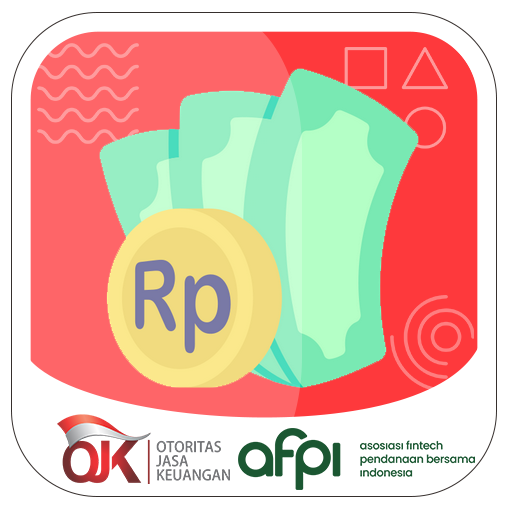 Rp
OJK
OTORITAS
JASA
KEUANGAN
afpi
asosiasi fintech
pendanaan bersama
indonesia